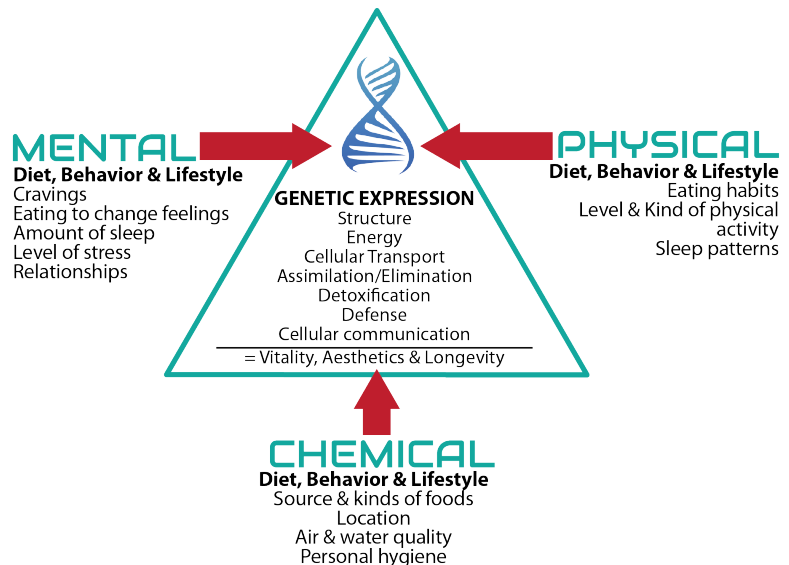 MENTAL
Diet, Behavior & Lifestyle
Cravings
Eating to change feelings
Amount of sleep
Level of stress
Relationships
PHYSICAL
Diet, Behavior & Lifestyle
Eating habits
Level & Kind of physical
activity
Sleep patterns
GENETIC EXPRESSION
Structure
Energy
Cellular Transport
Assimilation/Elimination
Detoxification
Defense
Cellular communication
= Vitality, Aesthetics & Longevity
CHEMICAL
Diet, Behavior & Lifestyle
Source & kinds of foods
Location
Air & water quality
Personal hygiene